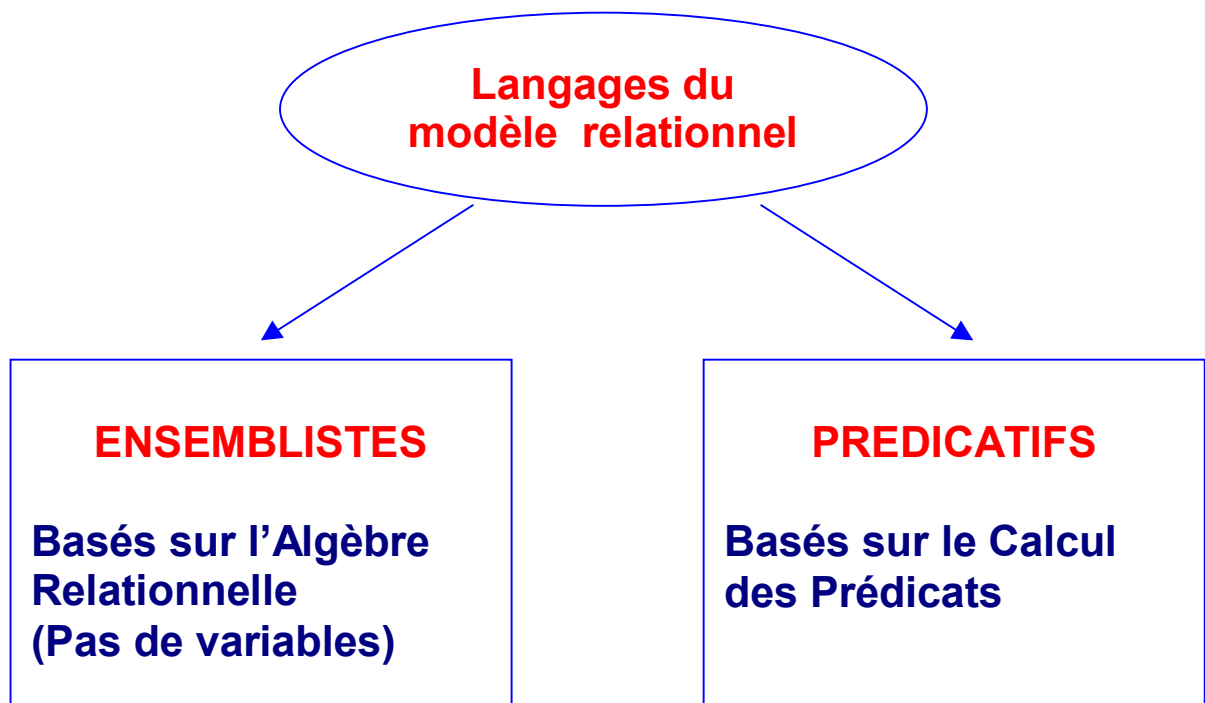 Langages du
modèle relationnel
ENSEMBLISTES
Basés sur l’Algèbre
Relationnelle
(Pas de variables)
PREDICATIFS
Basés sur le Calcul
des Prédicats